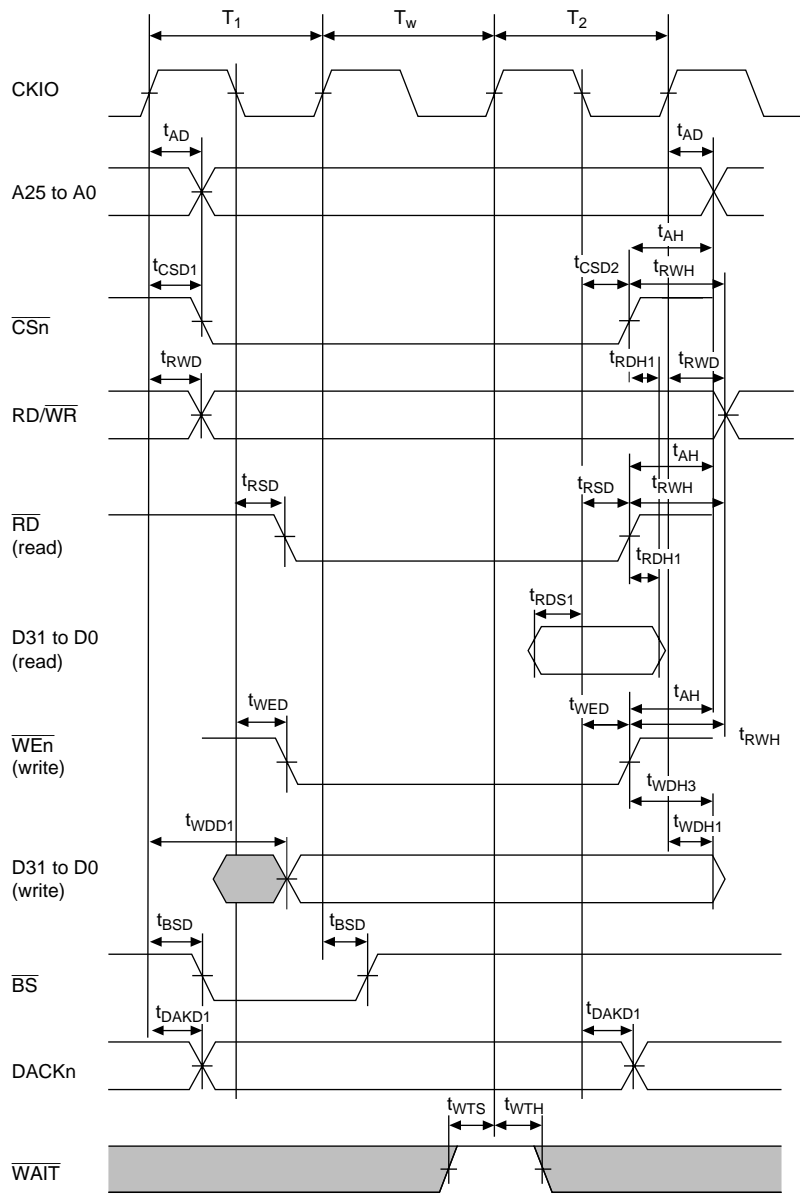 T1 Tw T2
CKIO
tAD tAD
A25 to A0
tAH
tCSD1 tCSD2 tRWH
CSn
tRDH1
tRWD tRWD
RD/WR
tAH
tRSD tRSD tRWH
RD
(read)
tRDH1
tRDS1
D31 to D0
(read)
tAH
tWED tWED
tRWH
WEn
(write)
tWDH3
tWDD1 tWDH1
D31 to D0
(write)
tBSD tBSD
BS
tDAKD1 tDAKD1
DACKn
tWTS tWTH
WAIT